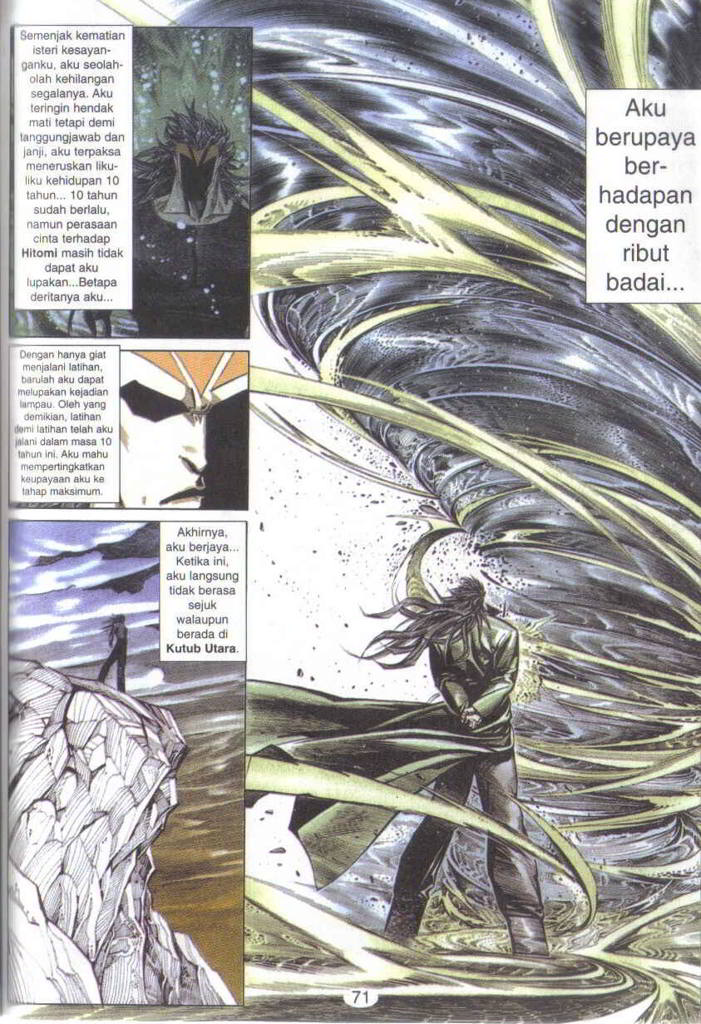 Semenjak kematian
isteri kesayan-
ganku, aku seolah-
olah kehilangan
segalanya. Aku
teringin hendak
mati tetapi demi
tanggungjawab dan
janji, aku terpaksa
meneruskan liku-
liku kehidupan 10
tahun... 10 tahun
sudah berlalu,
namun perasaan
cinta terhadap
Hitomi masih tidak
dapat aku
lupakan...Betapa
deritanya aku...
Dengan hanya giat
menjalani latihan,
barulah aku dapat
melupakan kejadian
lampau. Oleh yang
demikian, latihan
demi latihan telah aku
jalani dalam masa 10
tahun ini. Aku mahu
mempertingkatkan
keupayaan aku ke
tahap maksimum.
Akhirnya,
aku berjaya...
Ketika ini,
aku langsung
tidak berasa
sejuk
walaupun
berada di
Kutub Utara.
Aku
berupaya
ber-
hadapan
dengan
ribut
badai...
71